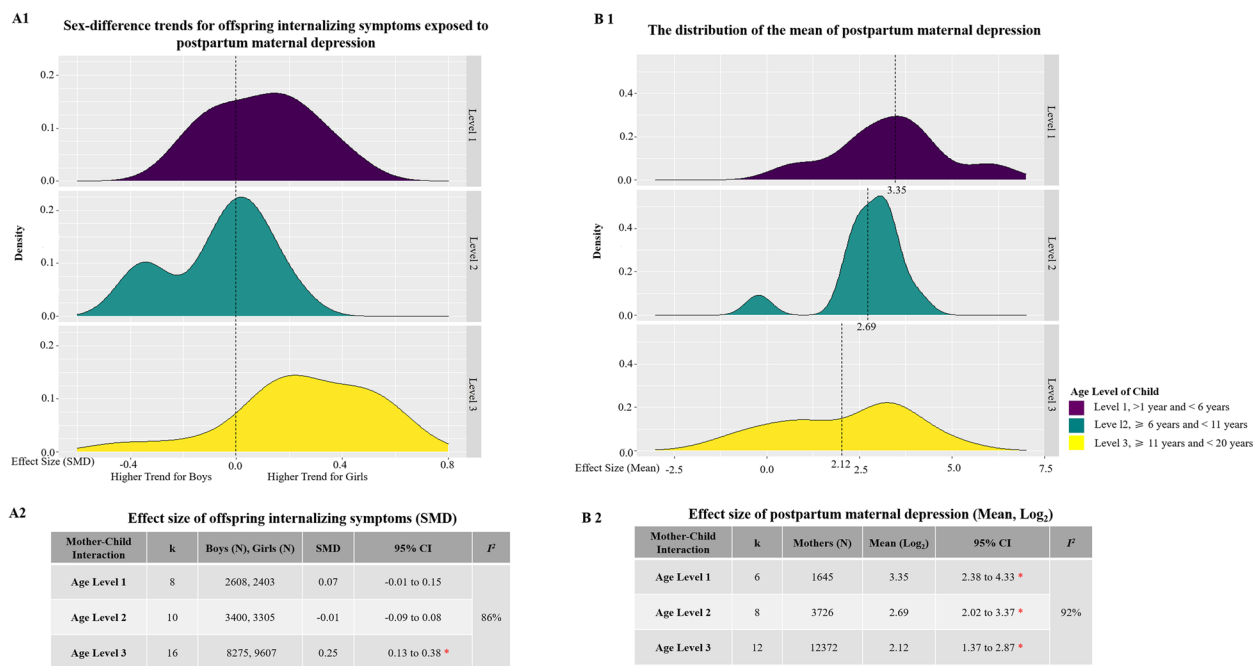 A1
Sex-difference trends for offspring internalizing symptoms exposed to
postpartum maternal depression
0.2
0.1
0.0
Level 1
0.2
0.1
0.0
Level 2
0.2
0.1
0.0
Level 3
Density
Effect Size (SMD)
-0.4
0.0
0.4
0.8
Higher Trend for Boys
Higher Trend for Girls
B 1
The distribution of the mean of postpartum maternal depression
0.4
0.2
0.0
Level 1
3.35
0.4
0.2
0.0
Level 2
2.69
0.4
0.2
0.0
Level 3
Density
Effect Size (Mean)
-2.5
0.0
2.12
2.5
5.0
7.5
Age Level of Child
Level 1, >1 year and < 6 years
Leve l2, ⩾ 6 years and < 11 years
Level 3, ⩾ 11 years and < 20 years
A2
Effect size of offspring internalizing symptoms (SMD)
Mother-Child
Interaction
k
Boys (N), Girls (N)
SMD
95% CI
I²
Age Level 1 8 2608, 2403 0.07 -0.01 to 0.15
Age Level 2 10 3400, 3305 -0.01 -0.09 to 0.08 86%
Age Level 3 16 8275, 9607 0.25 0.13 to 0.38 *
B 2
Effect size of postpartum maternal depression (Mean, Log₂)
Mother-Child
Interaction
k
Mothers (N)
Mean (Log₂)
95% CI
I²
Age Level 1 6 1645 3.35 2.38 to 4.33 *
Age Level 2 8 3726 2.69 2.02 to 3.37 * 92%
Age Level 3 12 12372 2.12 1.37 to 2.87 *